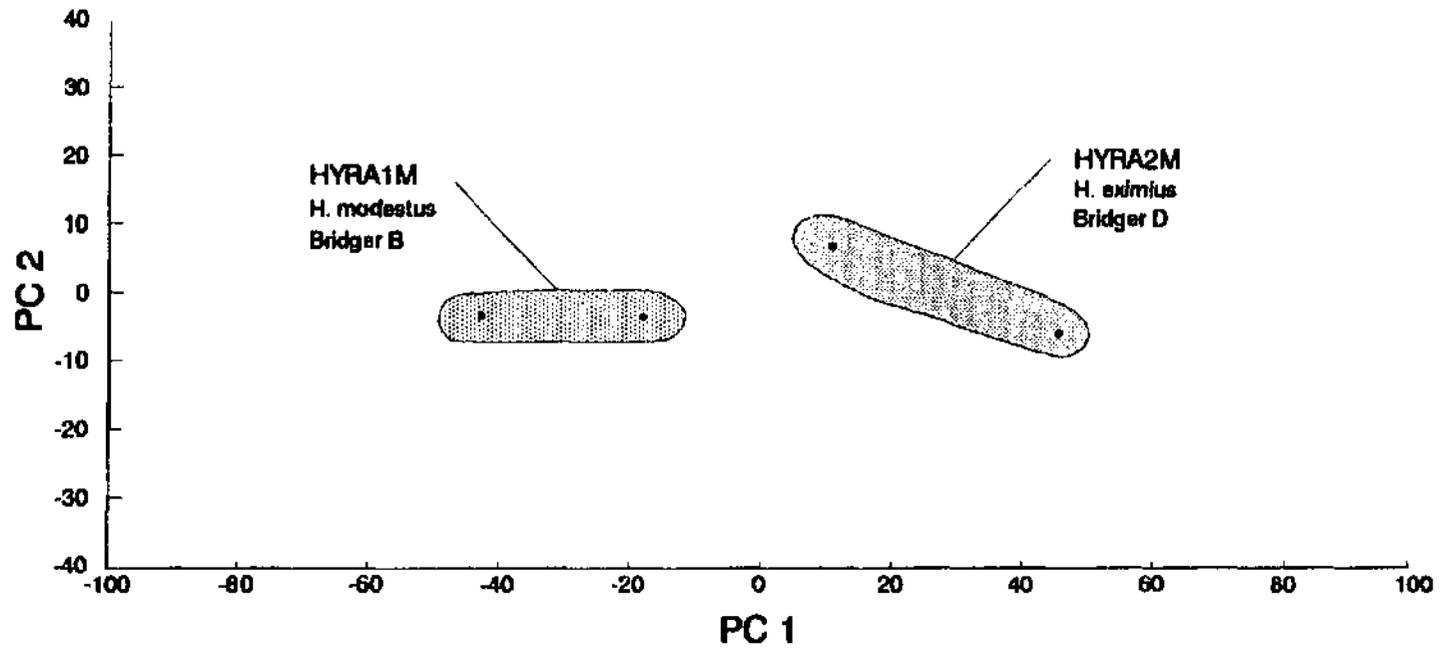 40
30
20
10
0
-10
-20
-30
-40
PC 2
HYRA1M
H. modestus
Bridger B
HYRA2M
H. eximius
Bridger D
-100 -80 -60 -40 -20 0 20 40 60 80 100
PC 1